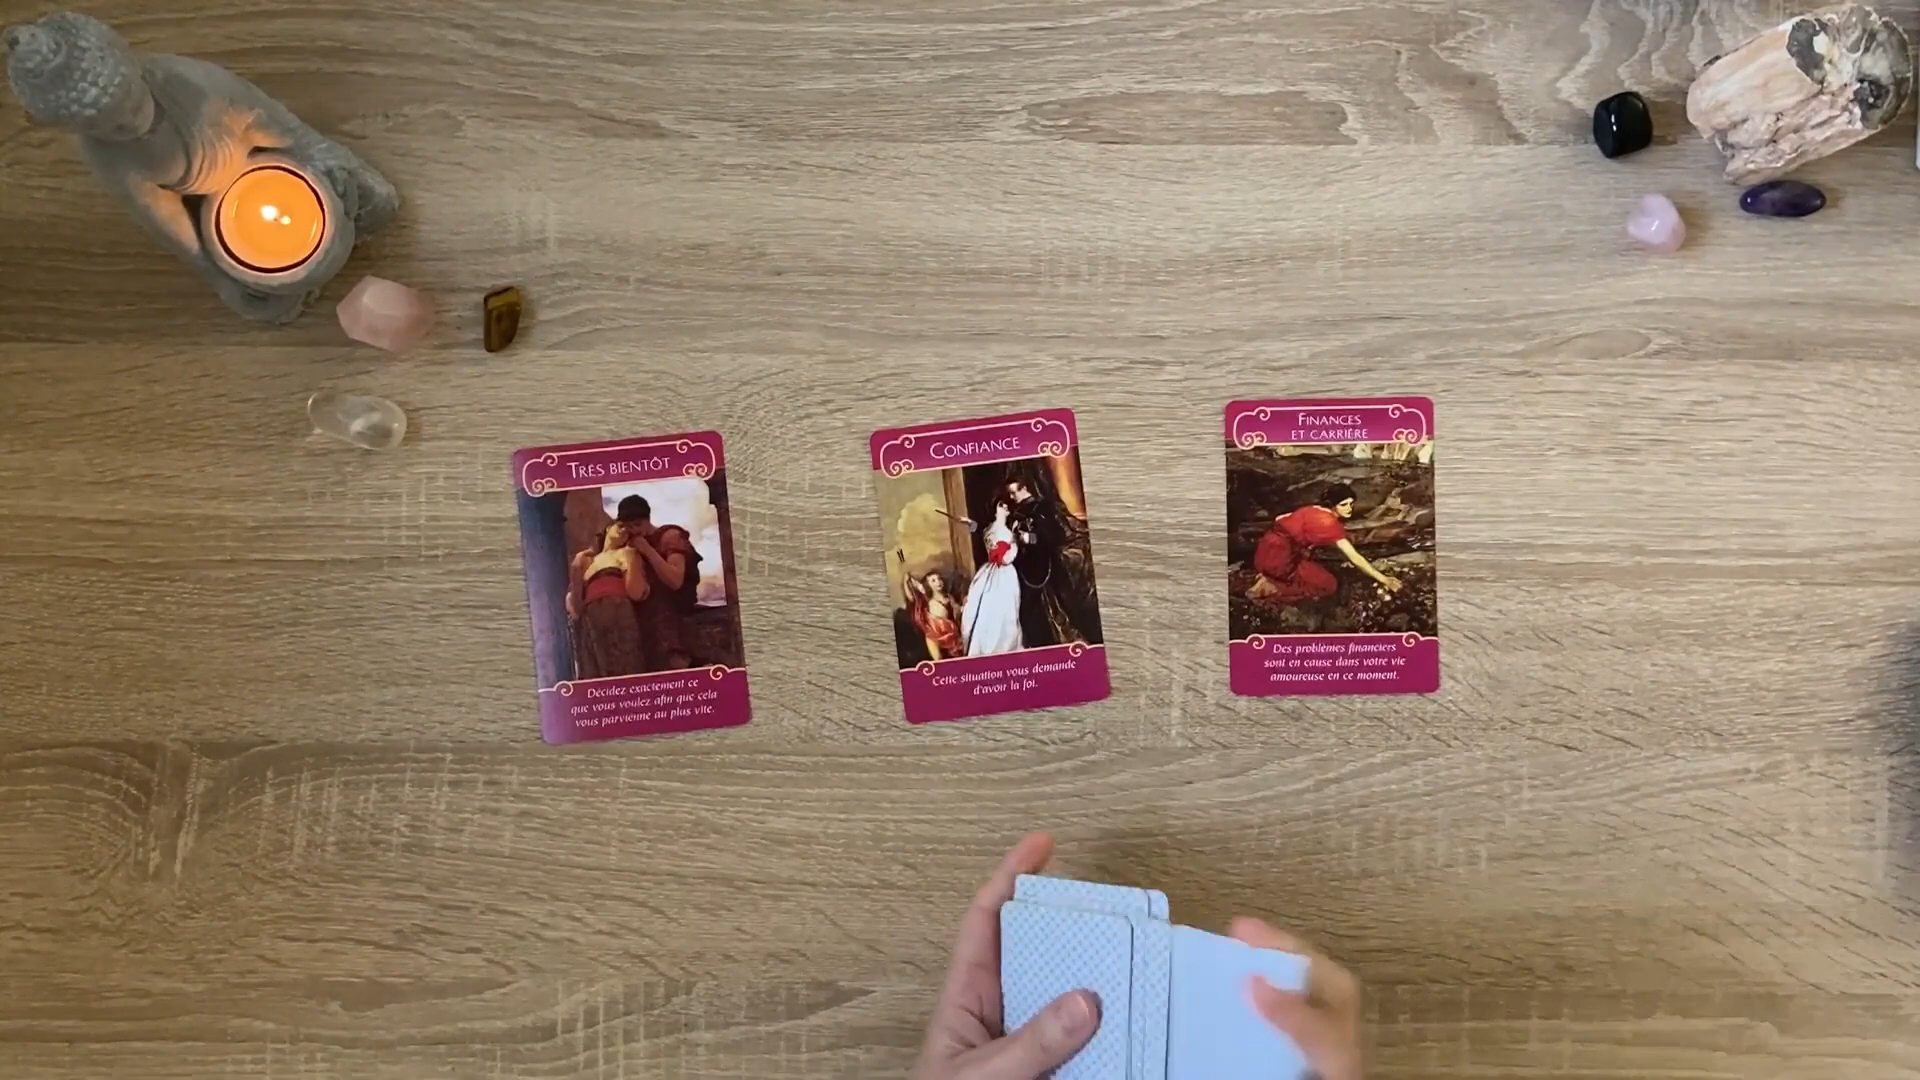 TRÈS BIENTÔT
Décidez exactement ce
que vous voulez afin que cela
vous parvienne au plus vite.
CONFIANCE
Cette situation vous demande
d'avoir la foi.
FINANCES
ET CARRIÈRE
Des problèmes financiers
sont en cause dans votre vie
amoureuse en ce moment.